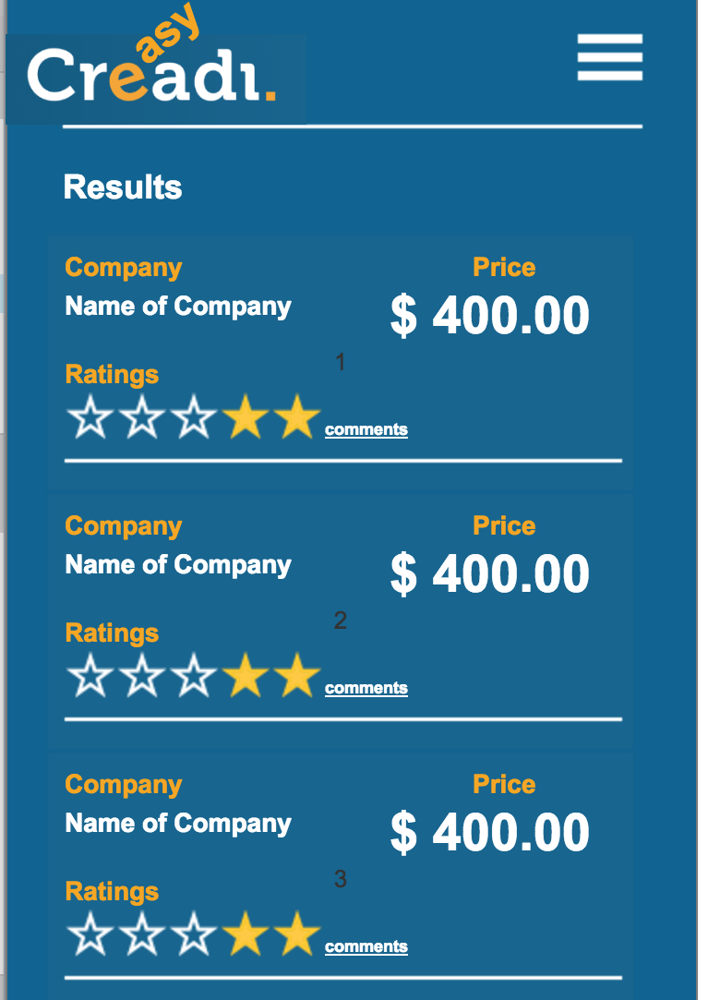 easy
Creadı.
Results
Company Price
Name of Company $ 400.00
1
Ratings
comments
Company Price
Name of Company $ 400.00
2
Ratings
comments
Company Price
Name of Company $ 400.00
3
Ratings
comments